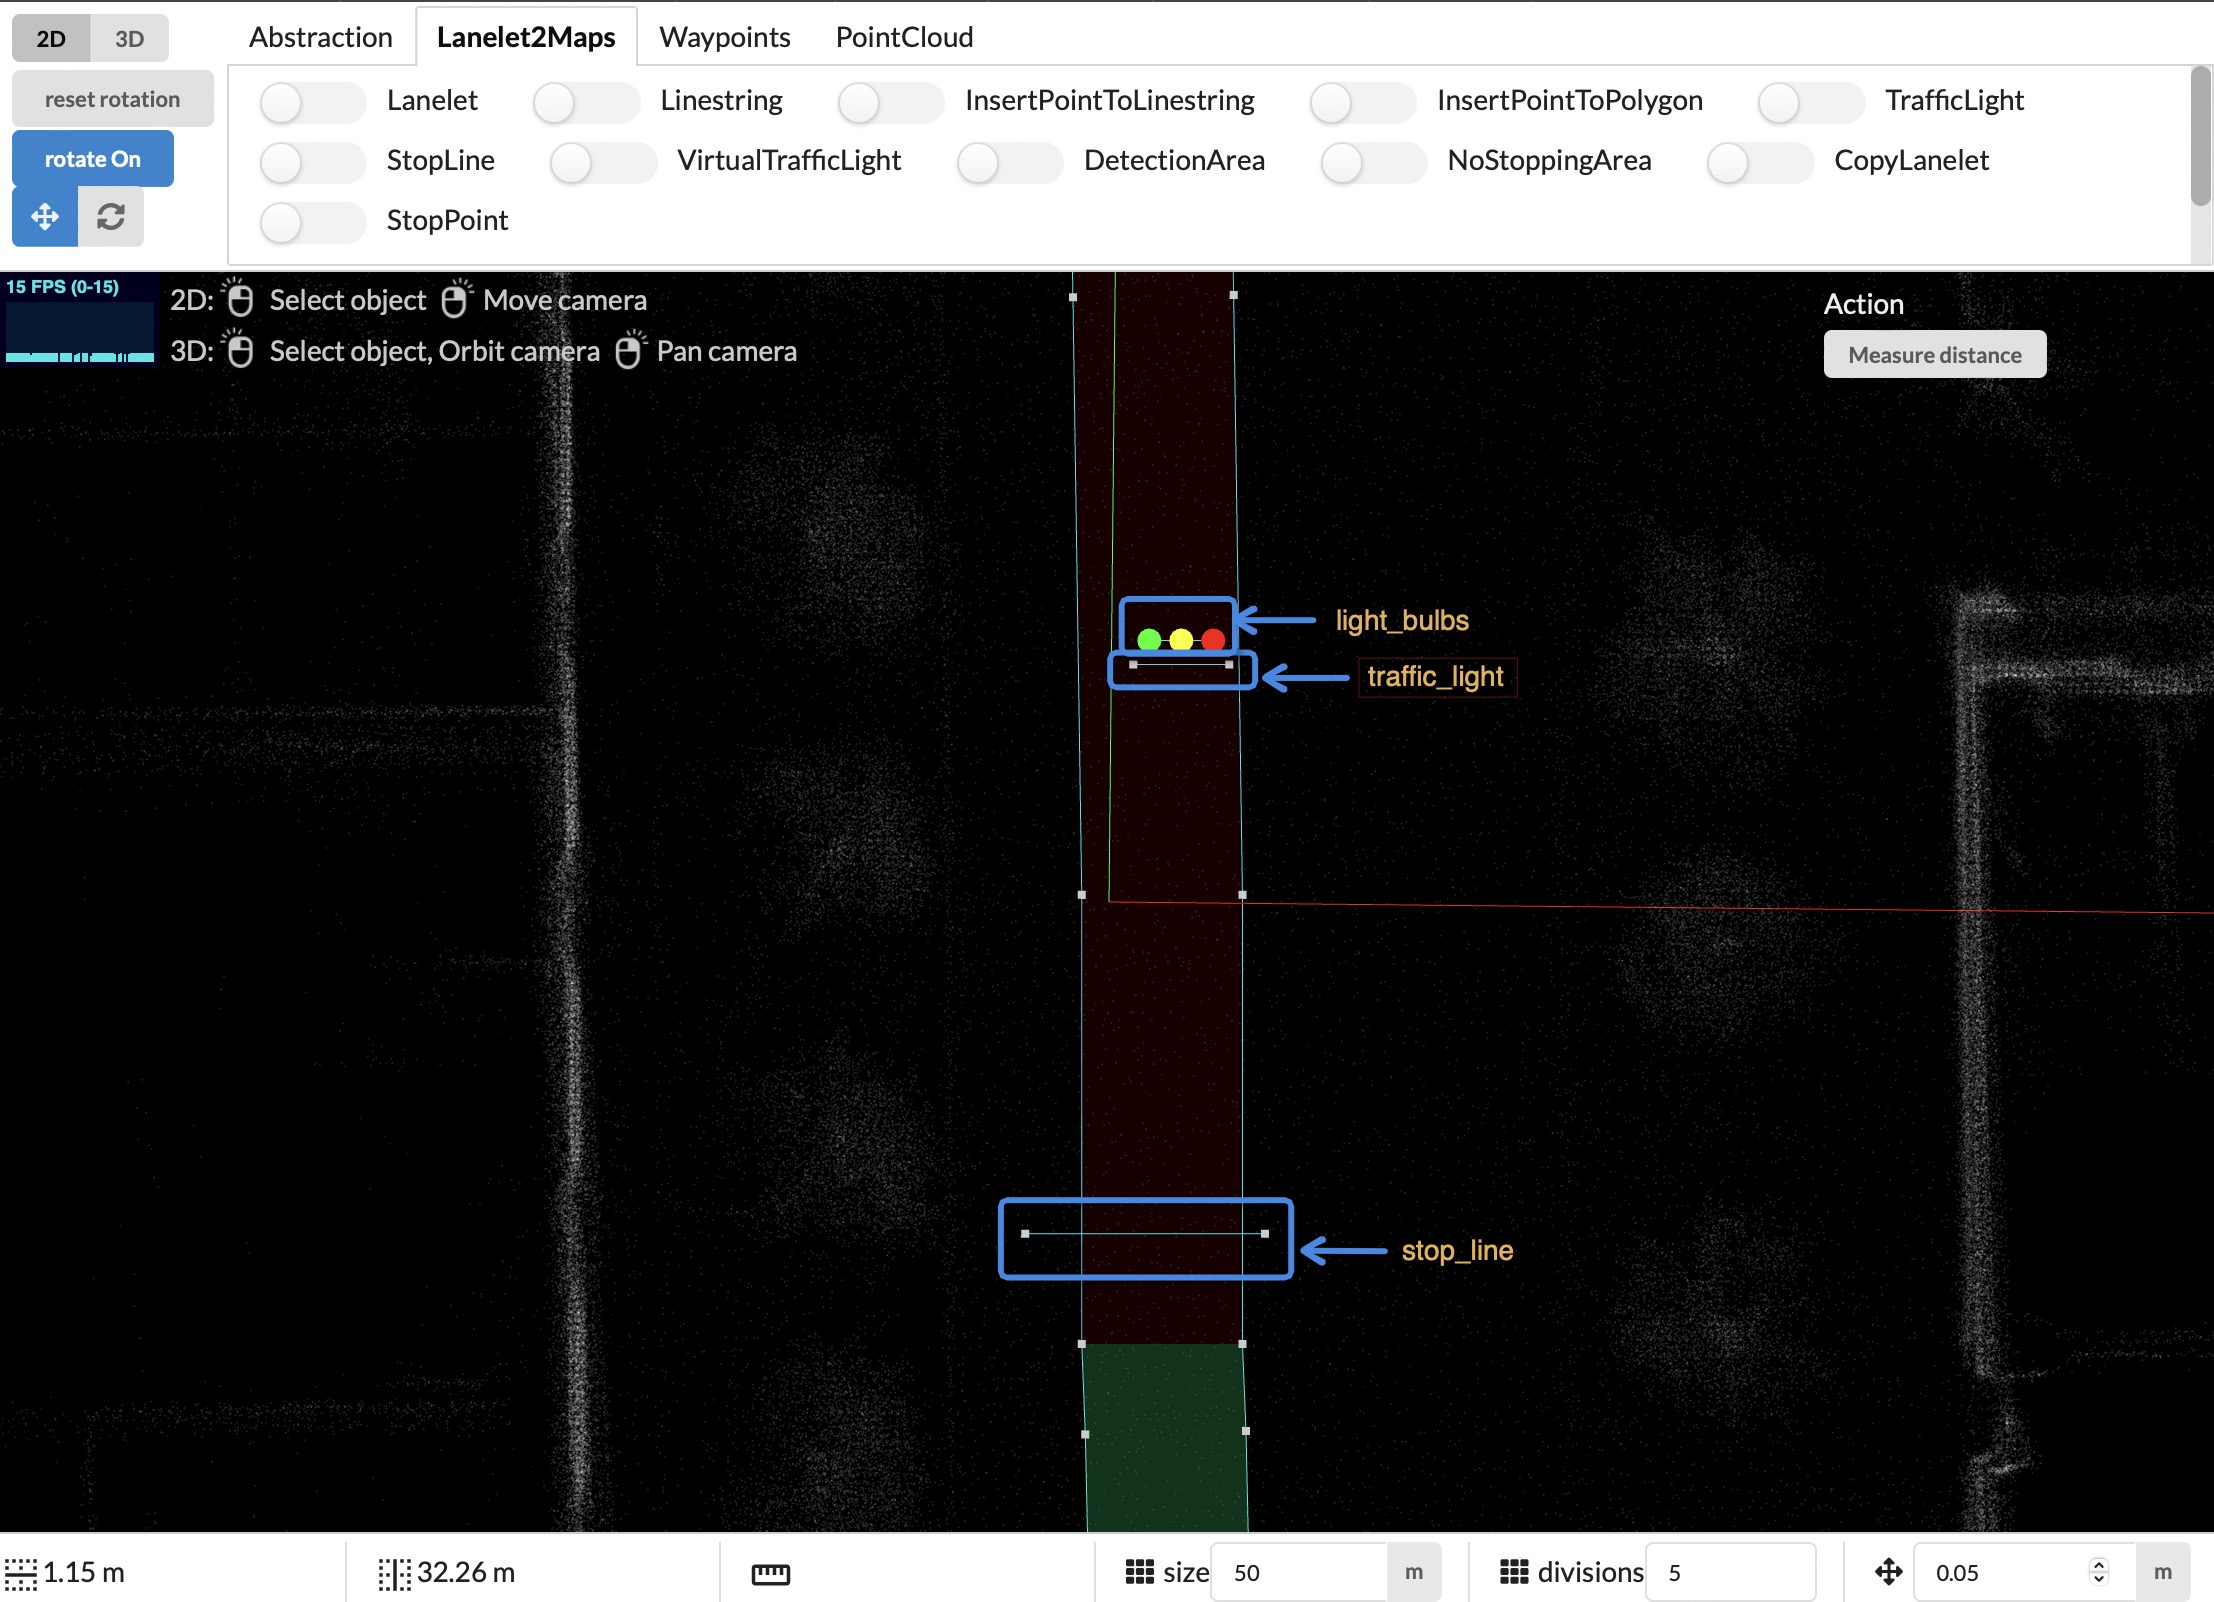 2D 3D Abstraction Lanelet2Maps Waypoints PointCloud
reset rotation Lanelet Linestring InsertPointToLinestring InsertPointToPolygon TrafficLight
rotate On StopLine VirtualTrafficLight DetectionArea NoStoppingArea CopyLanelet
StopPoint
15 FPS (0-15)
2D: Select object Move camera
3D: Select object, Orbit camera Pan camera
Action
Measure distance
light_bulbs
traffic_light
stop_line
1.15 m 32.26 m size 50 m divisions 5 0.05 m